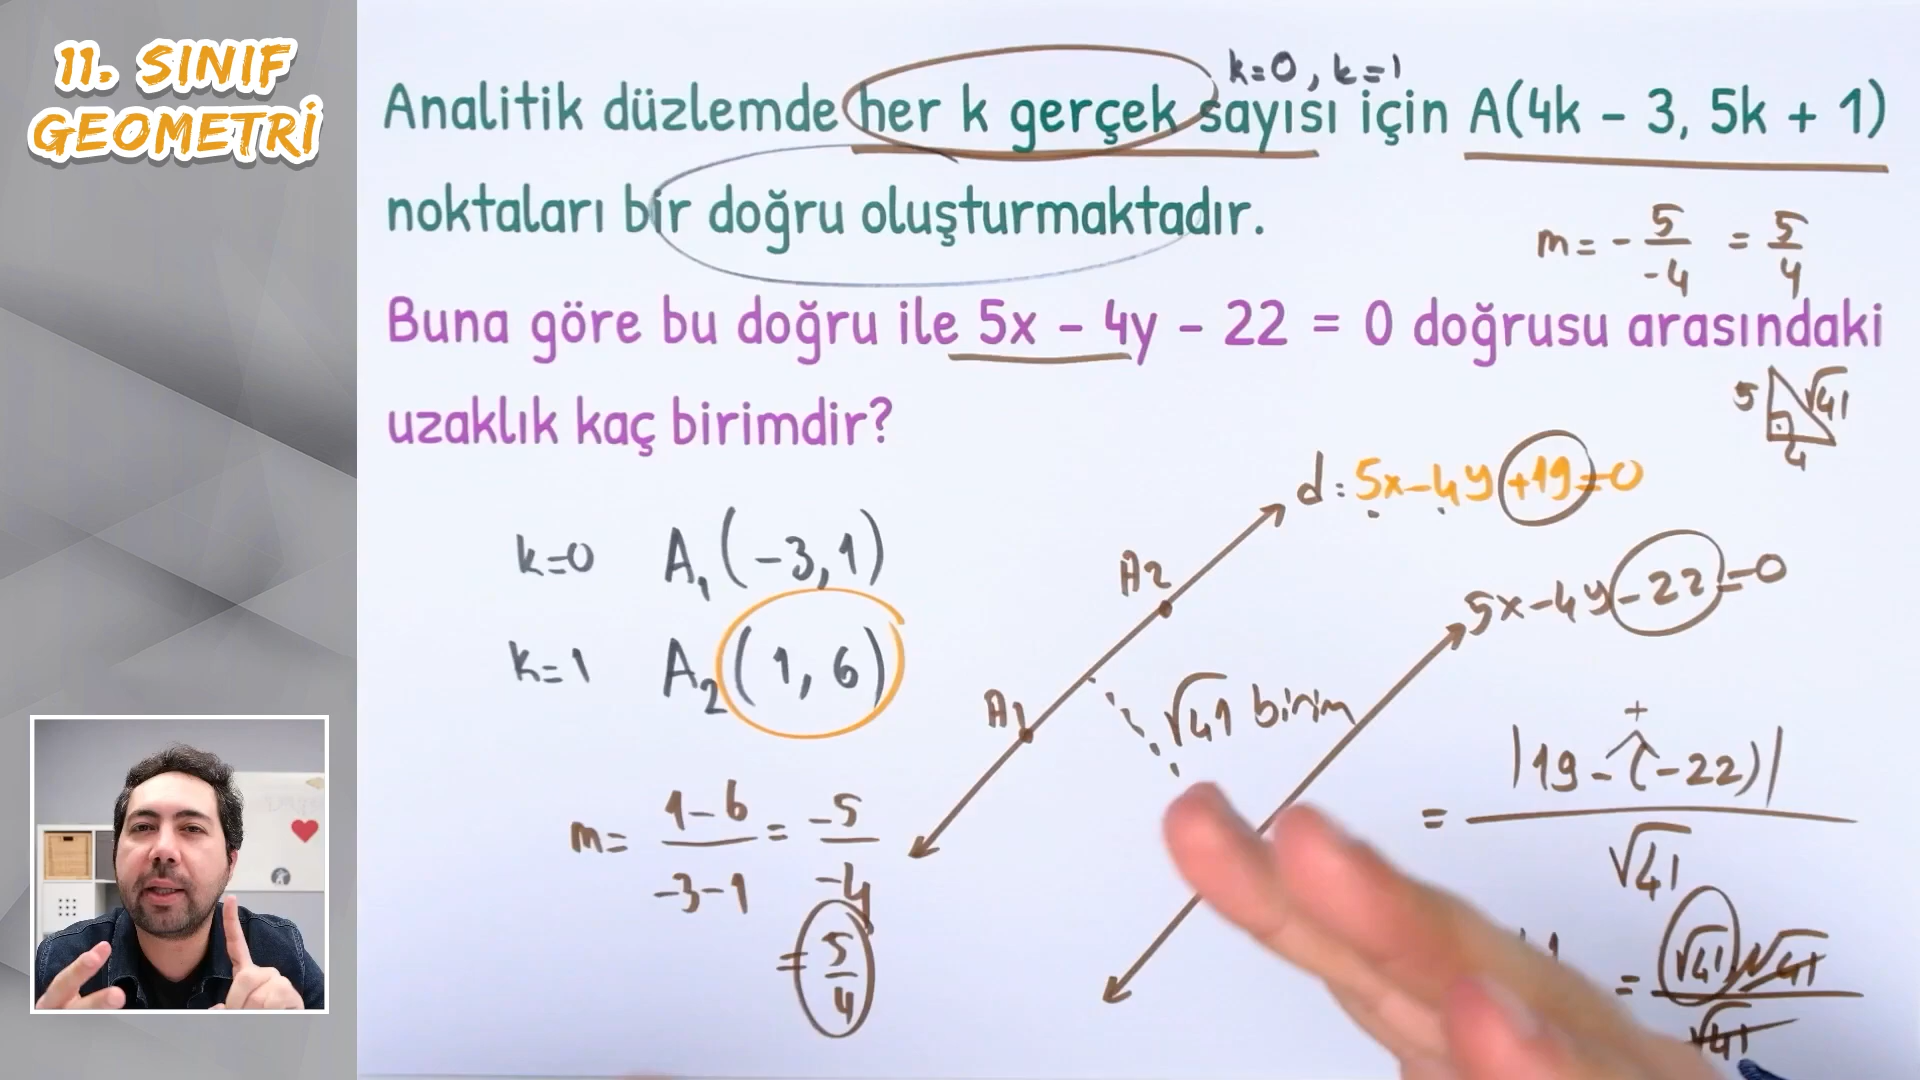 11. SINIF
GEOMETRİ
k=0, k=1
Analitik düzlemde her k gerçek sayısı için A(4k – 3, 5k + 1)
noktaları bir doğru oluşturmaktadır.
m = - 5/-4 = 5/4
Buna göre bu doğru ile 5x – 4y – 22 = 0 doğrusu arasındaki
uzaklık kaç birimdir?
5 √41
4
d: 5x-4y+19=0
k=0 A₁(-3,1)
A2
5x-4y-22=0
k=1 A₂(1,6)
A1
√41 birim
+
= |19-(-22)| / √41
m= 1-6/-3-1 = -5/-4
= 5/4
= √41 √41 / √41